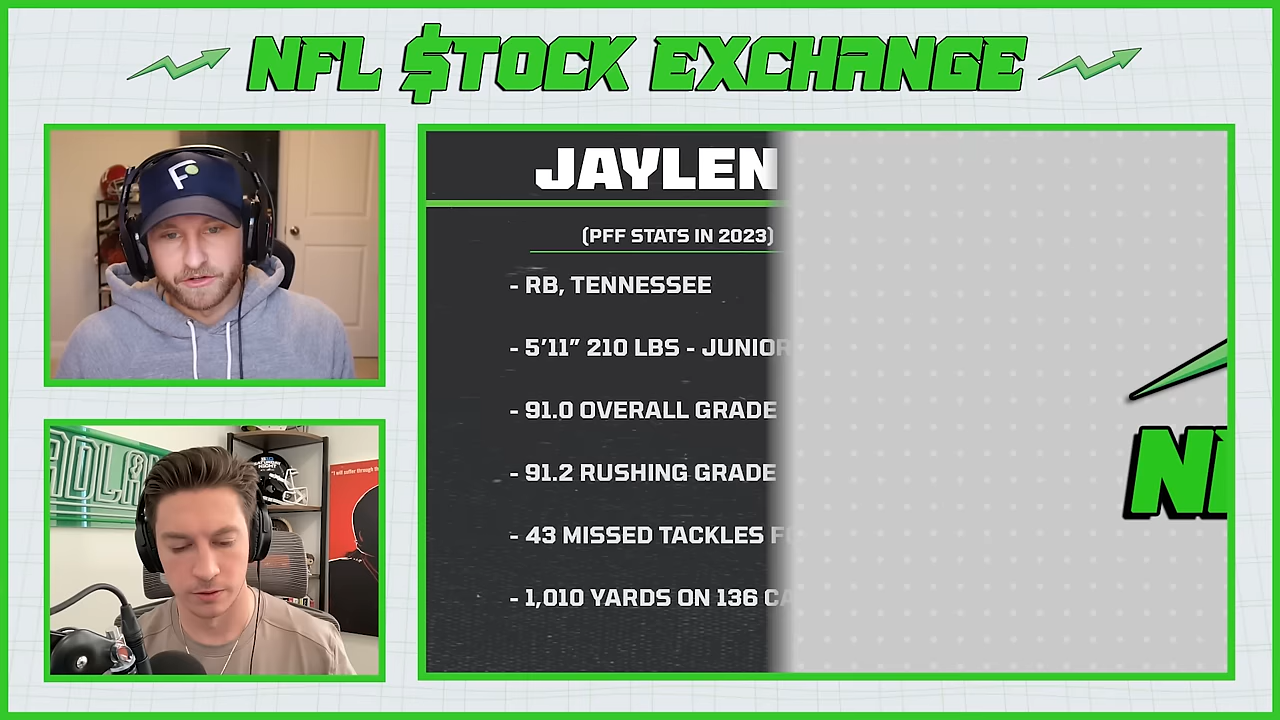 NFL $TOCK EXCHANGE
JAYLEN
(PFF STATS IN 2023)
- RB, TENNESSEE
- 5'11" 210 LBS - JUNIOR
- 91.0 OVERALL GRADE
- 91.2 RUSHING GRADE
- 43 MISSED TACKLES
- 1,010 YARDS ON 136